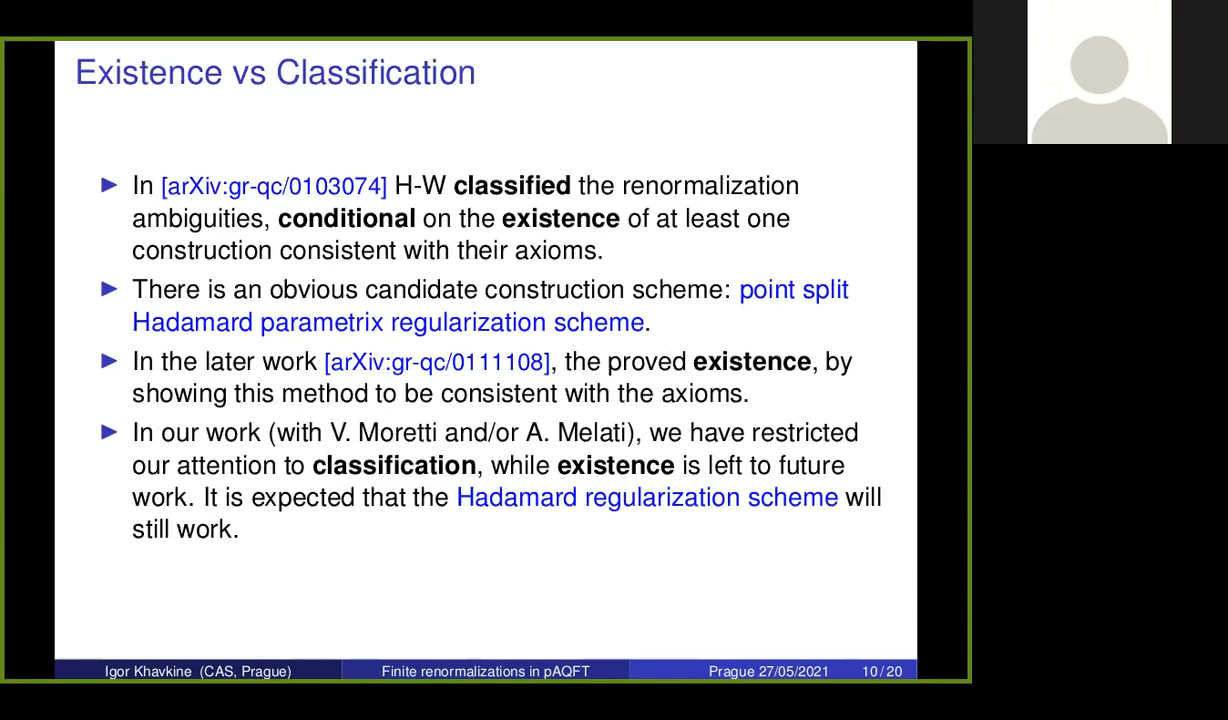 Existence vs Classification
▶ In [arXiv:gr-qc/0103074] H-W classified the renormalization
ambiguities, conditional on the existence of at least one
construction consistent with their axioms.
▶ There is an obvious candidate construction scheme: point split
Hadamard parametrix regularization scheme.
▶ In the later work [arXiv:gr-qc/0111108], the proved existence, by
showing this method to be consistent with the axioms.
▶ In our work (with V. Moretti and/or A. Melati), we have restricted
our attention to classification, while existence is left to future
work. It is expected that the Hadamard regularization scheme will
still work.
Igor Khavkine (CAS, Prague) Finite renormalizations in pAQFT Prague 27/05/2021 10 / 20